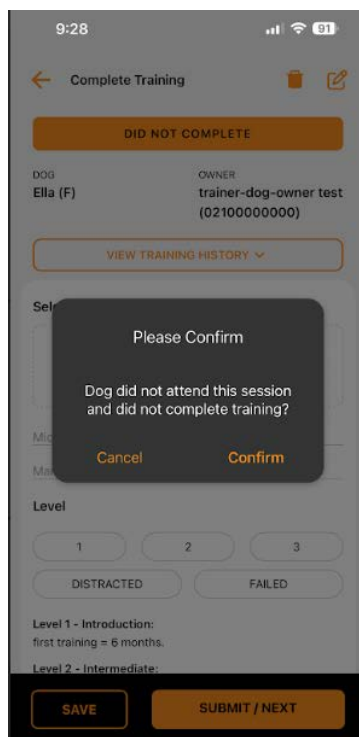 9:28
91
Complete Training
DID NOT COMPLETE
DOG
OWNER
Ella (F)
trainer-dog-owner test
(02100000000)
VIEW TRAINING HISTORY
Please Confirm
Dog did not attend this session
and did not complete training?
Cancel
Confirm
Level
1
2
3
DISTRACTED
FAILED
Level 1 - Introduction:
first training = 6 months.
Level 2 - Intermediate:
SAVE
SUBMIT / NEXT